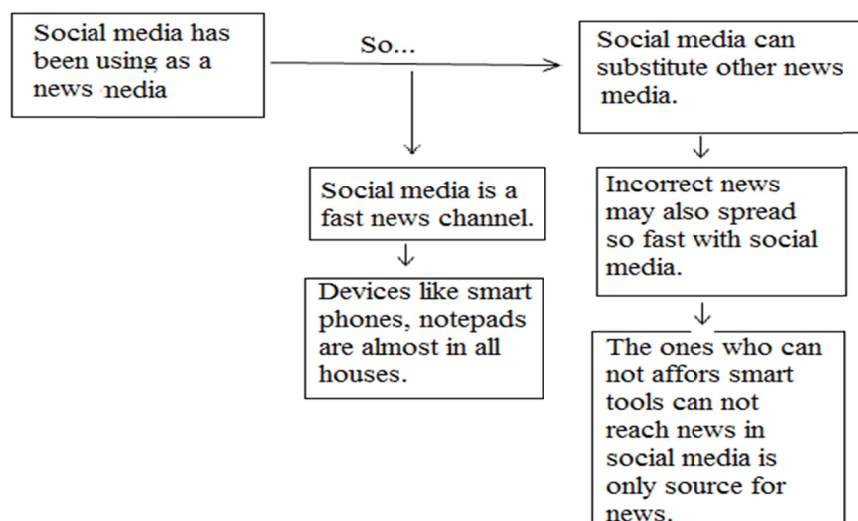 Social media has
been using as a
news media
So...
Social media can
substitute other news
media.
Social media is a
fast news channel.
Devices like smart
phones, notepads
are almost in all
houses.
Incorrect news
may also spread
so fast with social
media.
The ones who can
not affors smart
tools can not
reach news in
social media is
only source for
news.